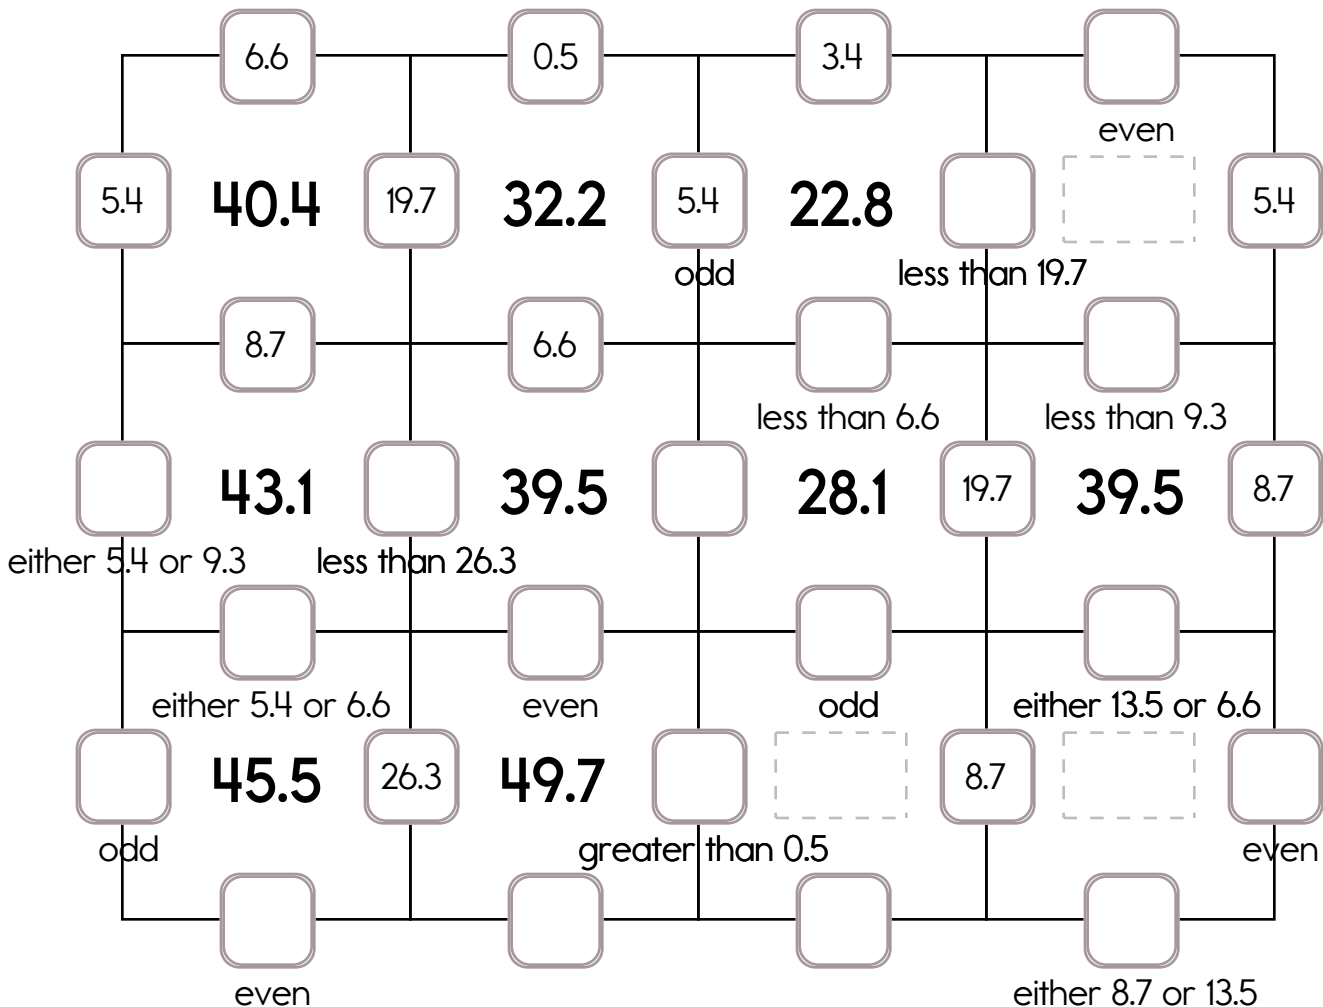 6.6 0.5 3.4
even
5.4 40.4 19.7 32.2 5.4 22.8 5.4
odd less than 19.7
8.7 6.6
less than 6.6 less than 9.3
43.1 39.5 28.1 19.7 39.5 8.7
either 5.4 or 9.3 less than 26.3
either 5.4 or 6.6 even odd either 13.5 or 6.6
45.5 26.3 49.7 8.7
odd greater than 0.5 even
even either 8.7 or 13.5